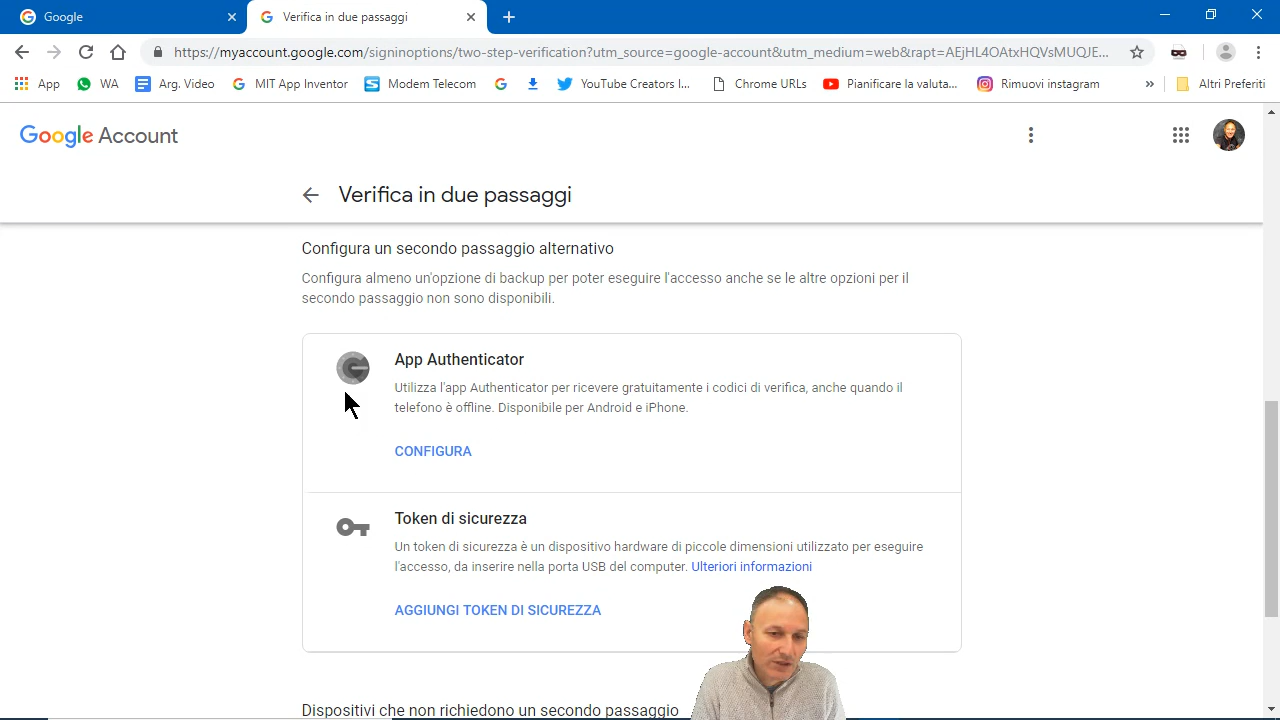 Google
Verifica in due passaggi
https://myaccount.google.com/signinoptions/two-step-verification?utm_source=google-account&utm_medium=web&rapt=AEjHL4OAtxHQVsMUQJE...
App
WA
Arg. Video
MIT App Inventor
Modem Telecom
YouTube Creators I...
Chrome URLs
Pianificare la valuta...
Rimuovi instagram
»
Altri Preferiti
Google Account
Verifica in due passaggi
Configura un secondo passaggio alternativo
Configura almeno un'opzione di backup per poter eseguire l'accesso anche se le altre opzioni per il
secondo passaggio non sono disponibili.
App Authenticator
Utilizza l'app Authenticator per ricevere gratuitamente i codici di verifica, anche quando il
telefono è offline. Disponibile per Android e iPhone.
CONFIGURA
Token di sicurezza
Un token di sicurezza è un dispositivo hardware di piccole dimensioni utilizzato per eseguire
l'accesso, da inserire nella porta USB del computer. Ulteriori informazioni
AGGIUNGI TOKEN DI SICUREZZA
Dispositivi che non richiedono un secondo passaggio